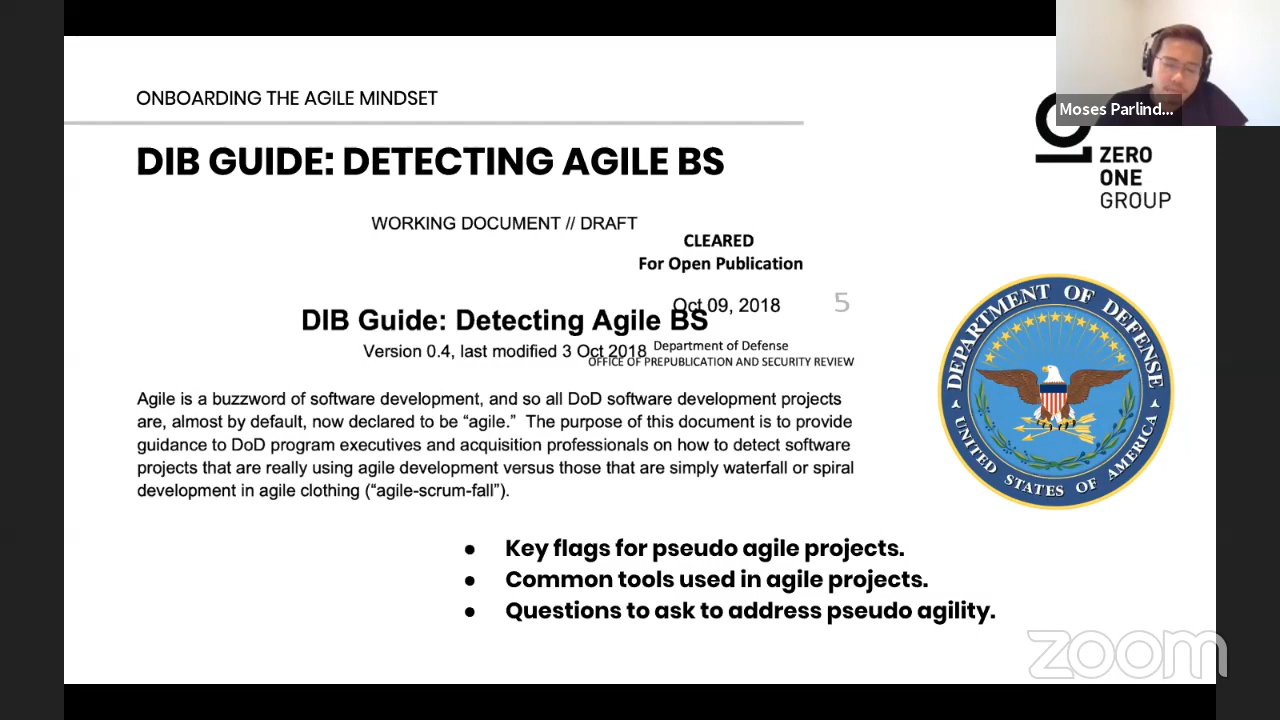 ONBOARDING THE AGILE MINDSET
Moses Parlind...
DIB GUIDE: DETECTING AGILE BS
ZERO
ONE
GROUP
WORKING DOCUMENT // DRAFT
CLEARED
For Open Publication
Oct 09, 2018
5
DIB Guide: Detecting Agile BS
Version 0.4, last modified 3 Oct 2018
Department of Defense
OFFICE OF PREPUBLICATION AND SECURITY REVIEW
Agile is a buzzword of software development, and so all DoD software development projects
are, almost by default, now declared to be “agile.” The purpose of this document is to provide
guidance to DoD program executives and acquisition professionals on how to detect software
projects that are really using agile development versus those that are simply waterfall or spiral
development in agile clothing (“agile-scrum-fall”).
DEPARTMENT OF DEFENSE
UNITED STATES OF AMERICA
• Key flags for pseudo agile projects.
• Common tools used in agile projects.
• Questions to ask to address pseudo agility.
zoom